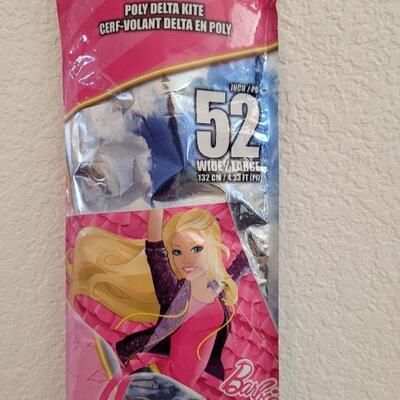 POLY DELTA KITE
CERF-VOLANT DELTA EN POLY
INCH / PO
52
WIDE / LARGE
132 CM / 4.33 FT (PI)
Barbie